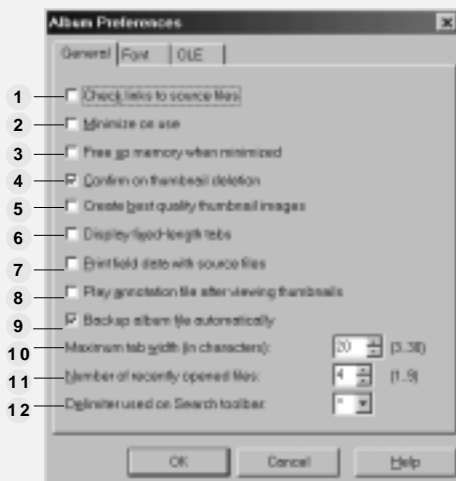 Album Preferences
General Font OLE
1 Check links to source files
2 Minimize on use
3 Free up memory when minimized
4 Confirm on thumbnail deletion
5 Create best quality thumbnail images
6 Display fixed-length tabs
7 Print field data with source files
8 Play annotation file after viewing thumbnails
9 Backup album file automatically
10 Maximum tab width (in characters): 20 (3..30)
11 Number of recently opened files: 4 (1..9)
12 Delimiter used on Search toolbar:
OK Cancel Help